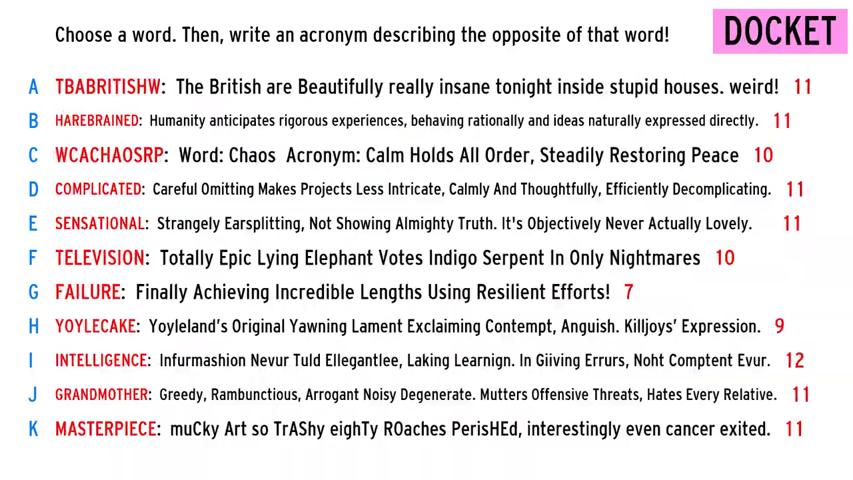 Choose a word. Then, write an acronym describing the opposite of that word! DOCKET
A TBABRITISHW: The British are Beautifully really insane tonight inside stupid houses. weird! 11
B HAREBRAINED: Humanity anticipates rigorous experiences, behaving rationally and ideas naturally expressed directly. 11
C WCACHAOSRP: Word: Chaos Acronym: Calm Holds All Order, Steadily Restoring Peace 10
D COMPLICATED: Careful Omitting Makes Projects Less Intricate, Calmly And Thoughtfully, Efficiently Decomplicating. 11
E SENSATIONAL: Strangely Earsplitting, Not Showing Almighty Truth. It's Objectively Never Actually Lovely. 11
F TELEVISION: Totally Epic Lying Elephant Votes Indigo Serpent In Only Nightmares 10
G FAILURE: Finally Achieving Incredible Lengths Using Resilient Efforts! 7
H YOYLECAKE: Yoyleland's Original Yawning Lament Exclaiming Contempt, Anguish. Killjoys' Expression. 9
I INTELLIGENCE: Infurmashion Nevur Tuld Ellegantlee, Laking Learnign. In Giiving Errurs, Noht Comptent Evur. 12
J GRANDMOTHER: Greedy, Rambunctious, Arrogant Noisy Degenerate. Mutters Offensive Threats, Hates Every Relative. 11
K MASTERPIECE: muCky Art so TrAShy eighTy ROaches PerisHEd, interestingly even cancer exited. 11